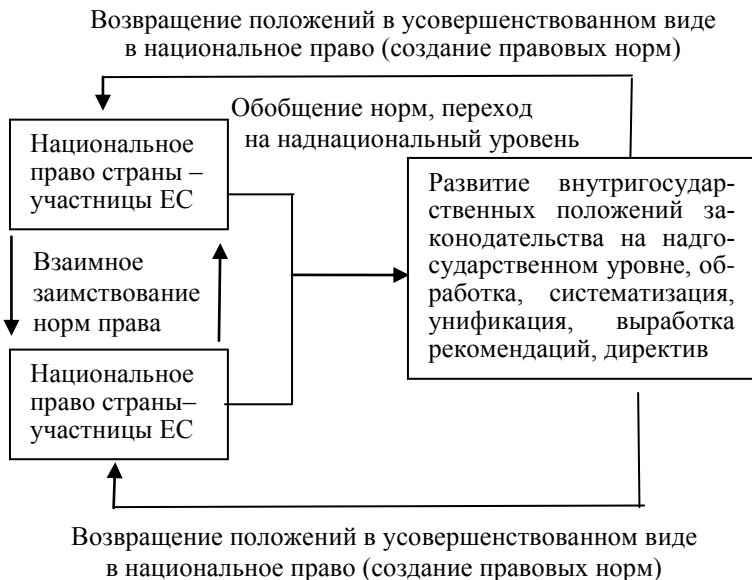 Возвращение положений в усовершенствованном виде
в национальное право (создание правовых норм)
Обобщение норм, переход
на наднациональный уровень
Национальное
право страны –
участницы ЕС
Развитие внутригосудар-
ственных положений за-
конодательства на надго-
сударственном уровне, об-
работка, систематизация,
унификация, выработка
рекомендаций, директив
Взаимное
заимствование
норм права
Национальное
право страны–
участницы ЕС
Возвращение положений в усовершенствованном виде
в национальное право (создание правовых норм)